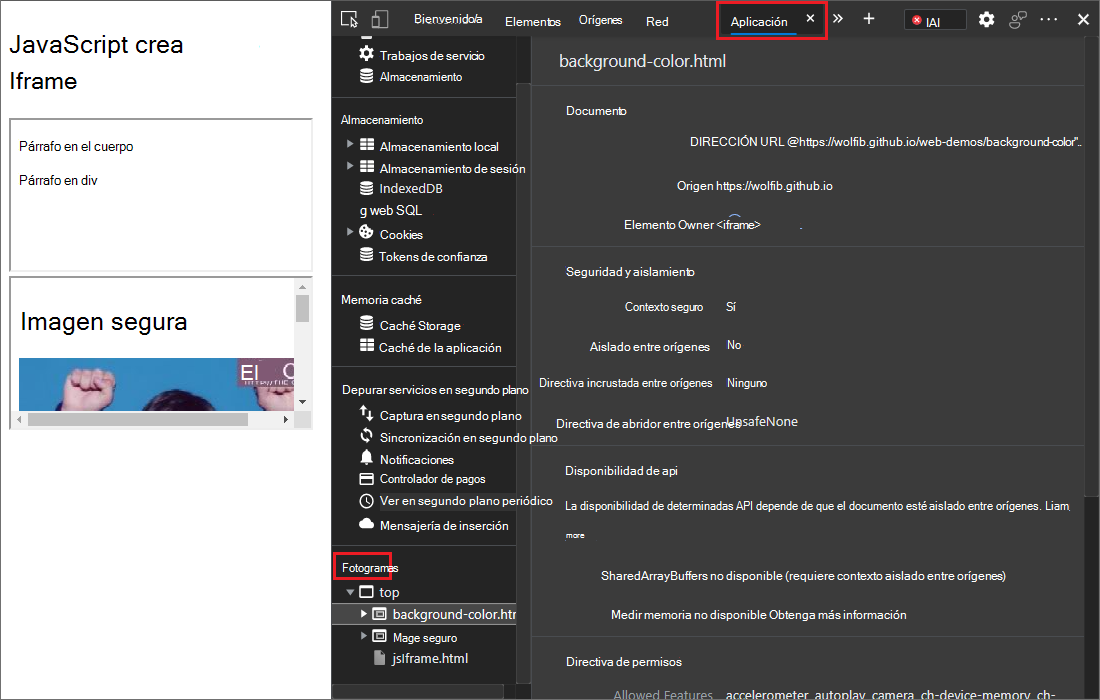 JavaScript crea
Iframe
Párrafo en el cuerpo
Párrafo en div
Imagen segura
El
Bienvenido/a
Elementos
Orígenes
Red
Aplicación
IAI
Trabajos de servicio
Almacenamiento
Almacenamiento
Almacenamiento local
Almacenamiento de sesión
IndexedDB
g web SQL
Cookies
Tokens de confianza
Memoria caché
Caché Storage
Caché de la aplicación
Depurar servicios en segundo plano
Captura en segundo plano
Sincronización en segundo plano
Notificaciones
Controlador de pagos
Ver en segundo plano periódico
Mensajería de inserción
Fotogramas
top
background-color.htm
Mage seguro
jsIframe.html
background-color.html
Documento
DIRECCIÓN URL @https://wolfib.github.io/web-demos/background-color"..
Origen https://wolfib.github.io
Elemento Owner <iframe>
Seguridad y aislamiento
Contexto seguro Sí
Aislado entre orígenes No
Directiva incrustada entre orígenes Ninguno
Directiva de abridor entre orígenes UnsafeNone
Disponibilidad de api
La disponibilidad de determinadas API depende de que el documento esté aislado entre orígenes. Liam
more
SharedArrayBuffers no disponible (requiere contexto aislado entre orígenes)
Medir memoria no disponible Obtenga más información
Directiva de permisos
Allowed Features accelerometer, autoplay, camera, ch-device-memory, ch-